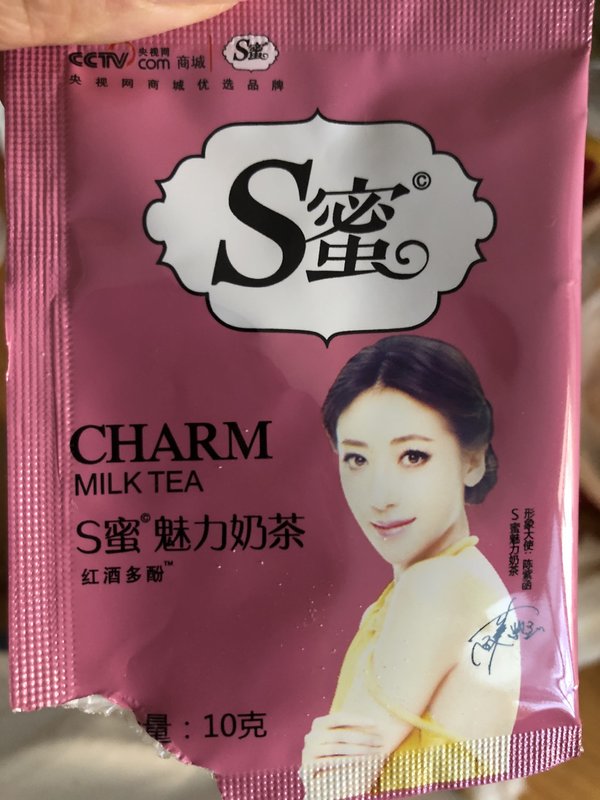 CCTV 央视网 com 商城 S蜜
央视网商城优选品牌
S蜜©
CHARM
MILK TEA
S蜜©魅力奶茶
红酒多酚™
形象大使：陈紫函
S蜜魅力奶茶
量：10克